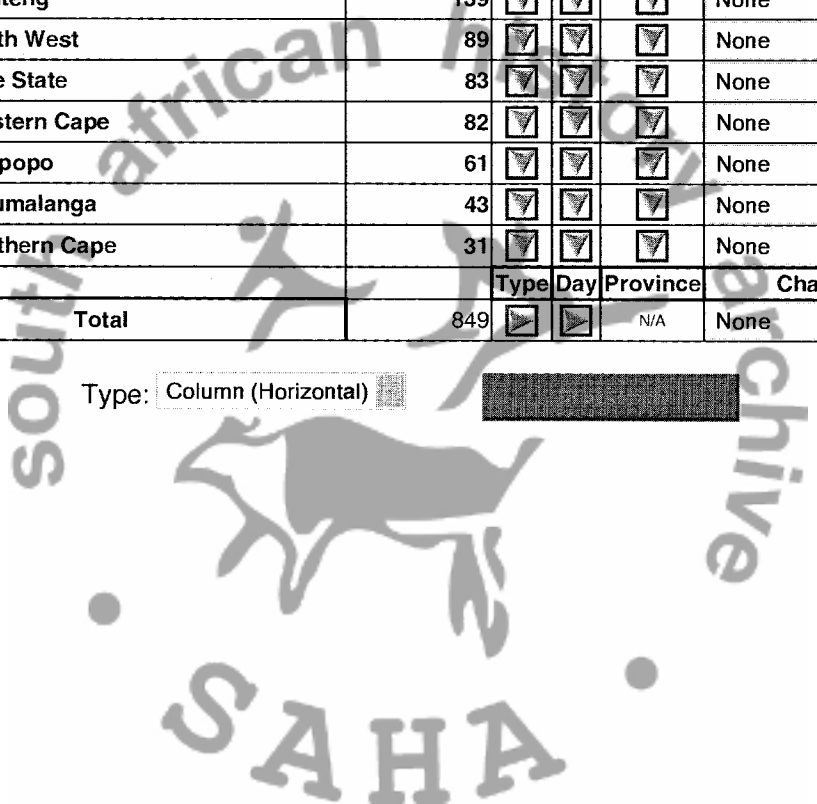 139 None
th West 89 None
e State 83 None
stern Cape 82 None
popo 61 None
umalanga 43 None
thern Cape 31 None
Type Day Province Cha
Total 849 N/A None
Type: Column (Horizontal)
south african history archive
SAHA